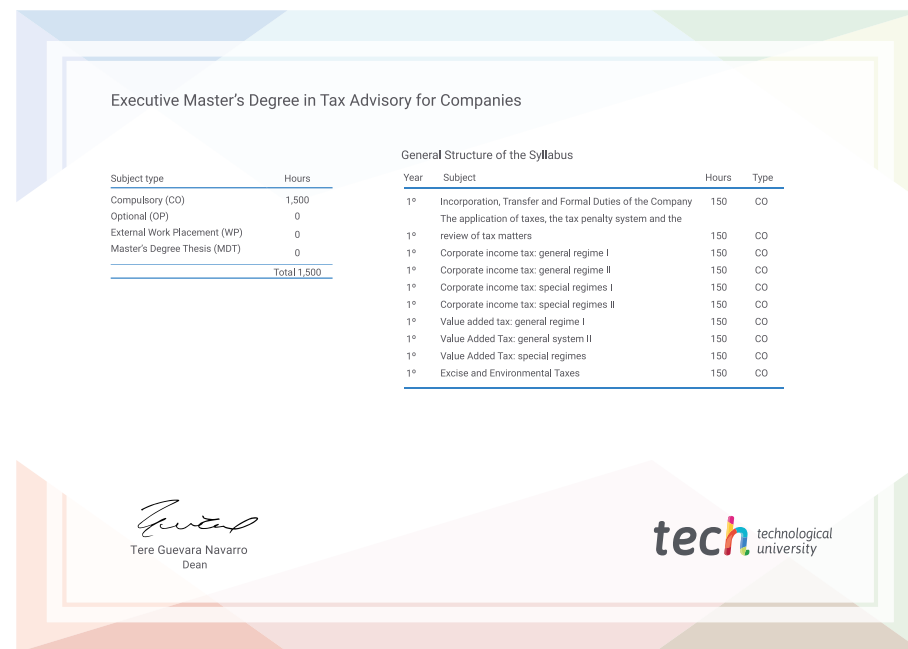 Executive Master's Degree in Tax Advisory for Companies
Subject type Hours
Compulsory (CO) 1,500
Optional (OP) 0
External Work Placement (WP) 0
Master's Degree Thesis (MDT) 0
Total 1,500
General Structure of the Syllabus
Year Subject Hours Type
1º Incorporation, Transfer and Formal Duties of the Company 150 CO
The application of taxes, the tax penalty system and the
1º review of tax matters 150 CO
1º Corporate income tax: general regime I 150 CO
1º Corporate income tax: general regime II 150 CO
1º Corporate income tax: special regimes I 150 CO
1º Corporate income tax: special regimes II 150 CO
1º Value added tax: general regime I 150 CO
1º Value Added Tax: general system II 150 CO
1º Value Added Tax: special regimes 150 CO
1º Excise and Environmental Taxes 150 CO
Tere Guevara Navarro
Dean
tech technological
university